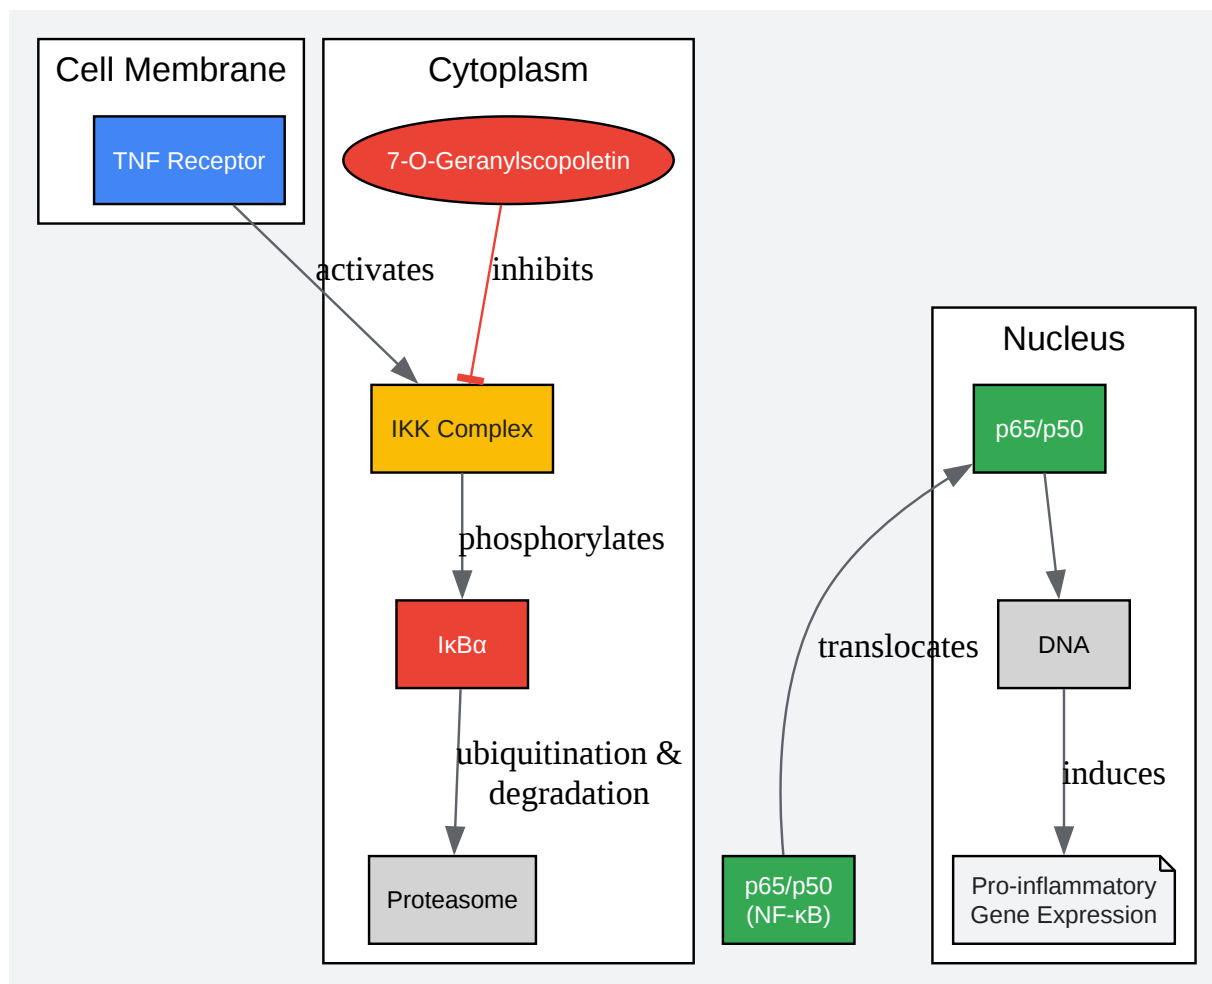 Cell Membrane
TNF Receptor
activates
Cytoplasm
7-O-Geranylscopoletin
inhibits
IKK Complex
phosphorylates
IκBα
ubiquitination &
degradation
Proteasome
p65/p50
(NF-κB)
translocates
Nucleus
p65/p50
DNA
induces
Pro-inflammatory
Gene Expression